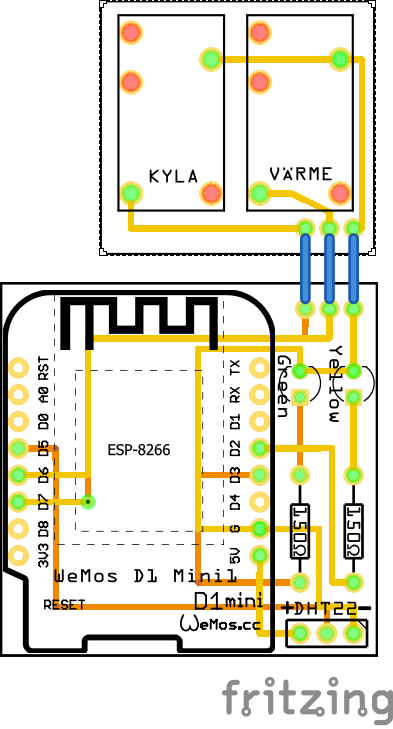 KYLA VÄRME
Green
Yellow
RST TX
A0 RX
D0 D1
D5 D2
D6 D3
D7 D4
D8 G
3V3 5V
ESP-8266
150Ω 150Ω
WeMos D1 Mini1
RESET
D1 mini
WeMos.cc
+DHT22-
fritzing